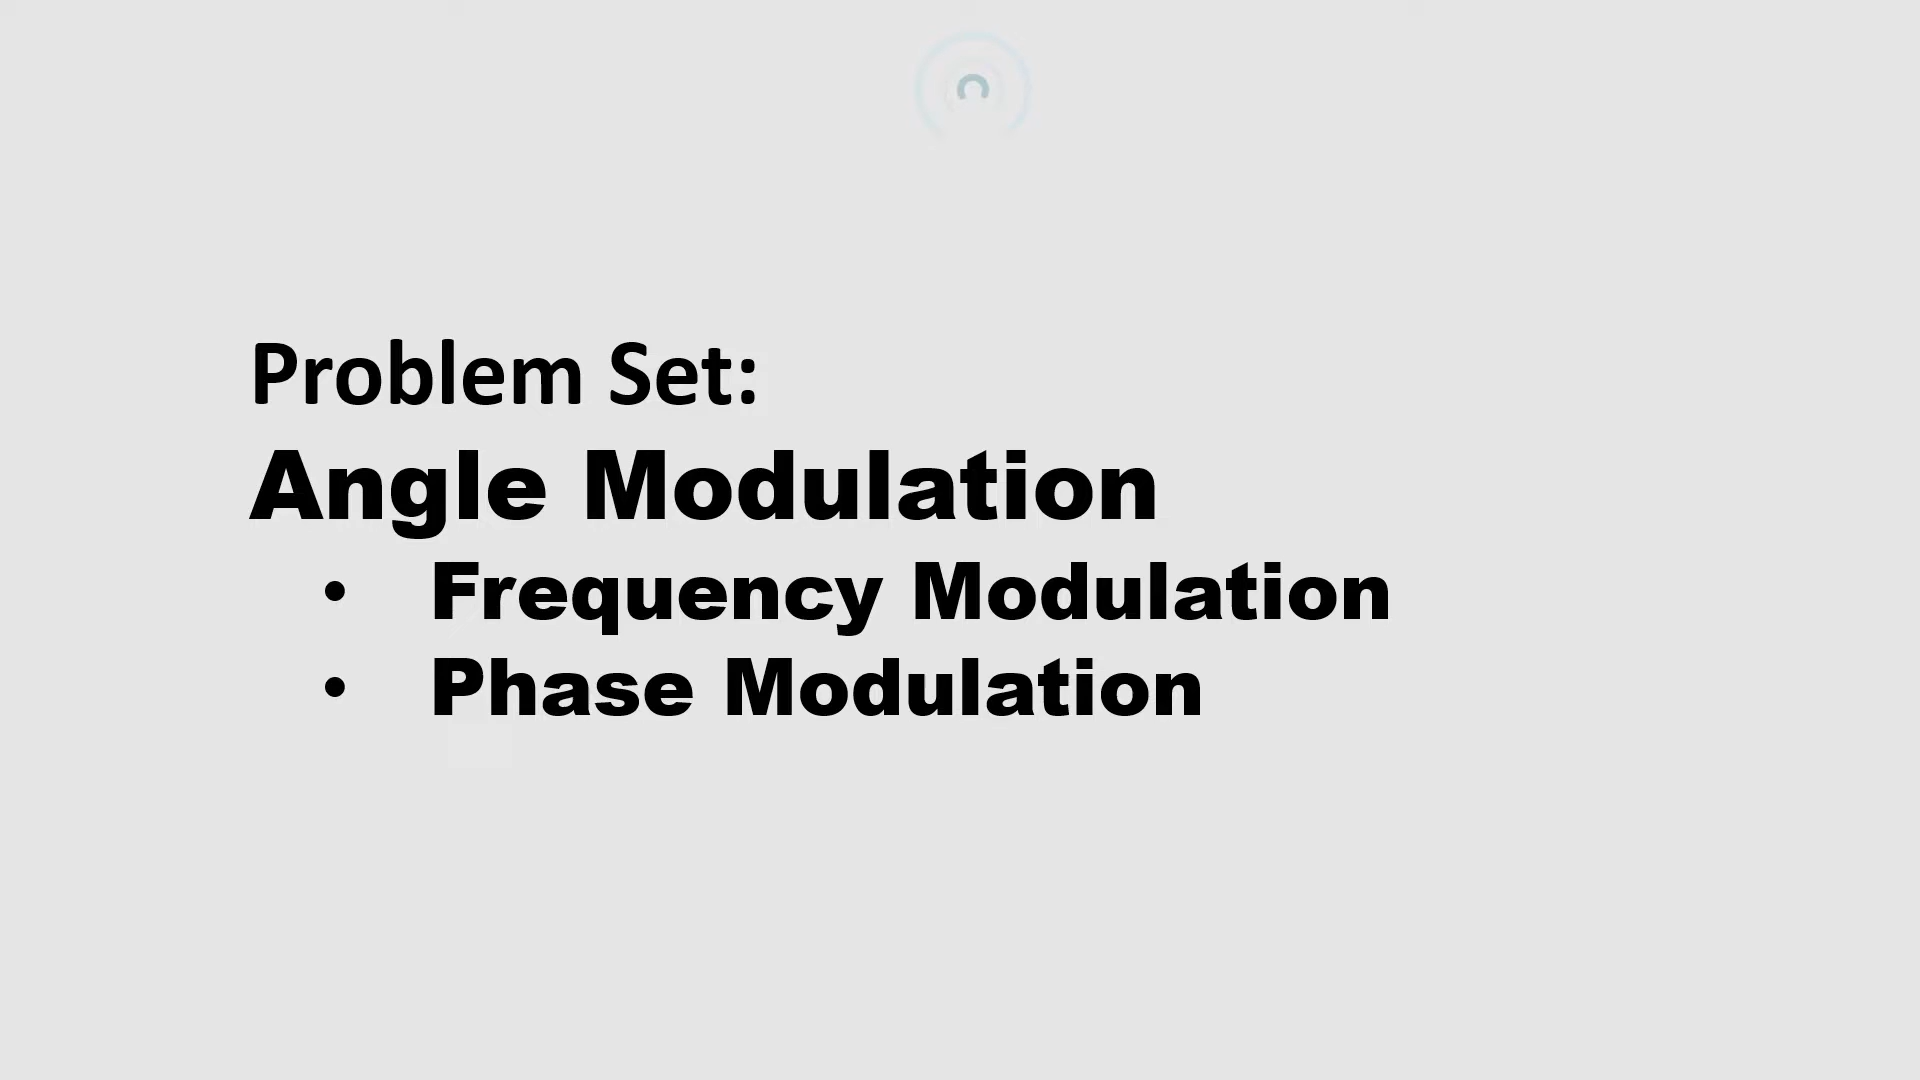 Problem Set:
Angle Modulation
• Frequency Modulation
• Phase Modulation